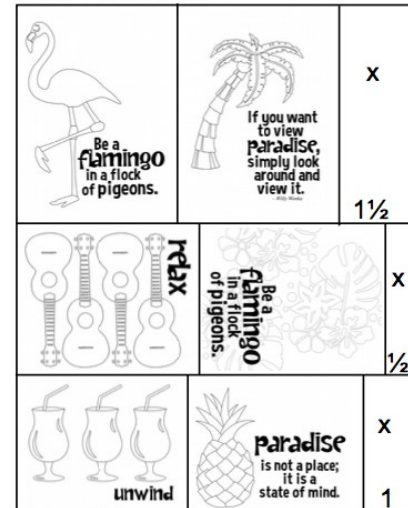 Be a
flamingo
in a flock
of pigeons.
If you want
to view
paradise,
simply look
around and
view it.
- Willy Wonka
x
1½
relax
Be a
flamingo
in a flock
of pigeons.
x
½
unwind
paradise
is not a place;
it is a
state of mind.
x
1